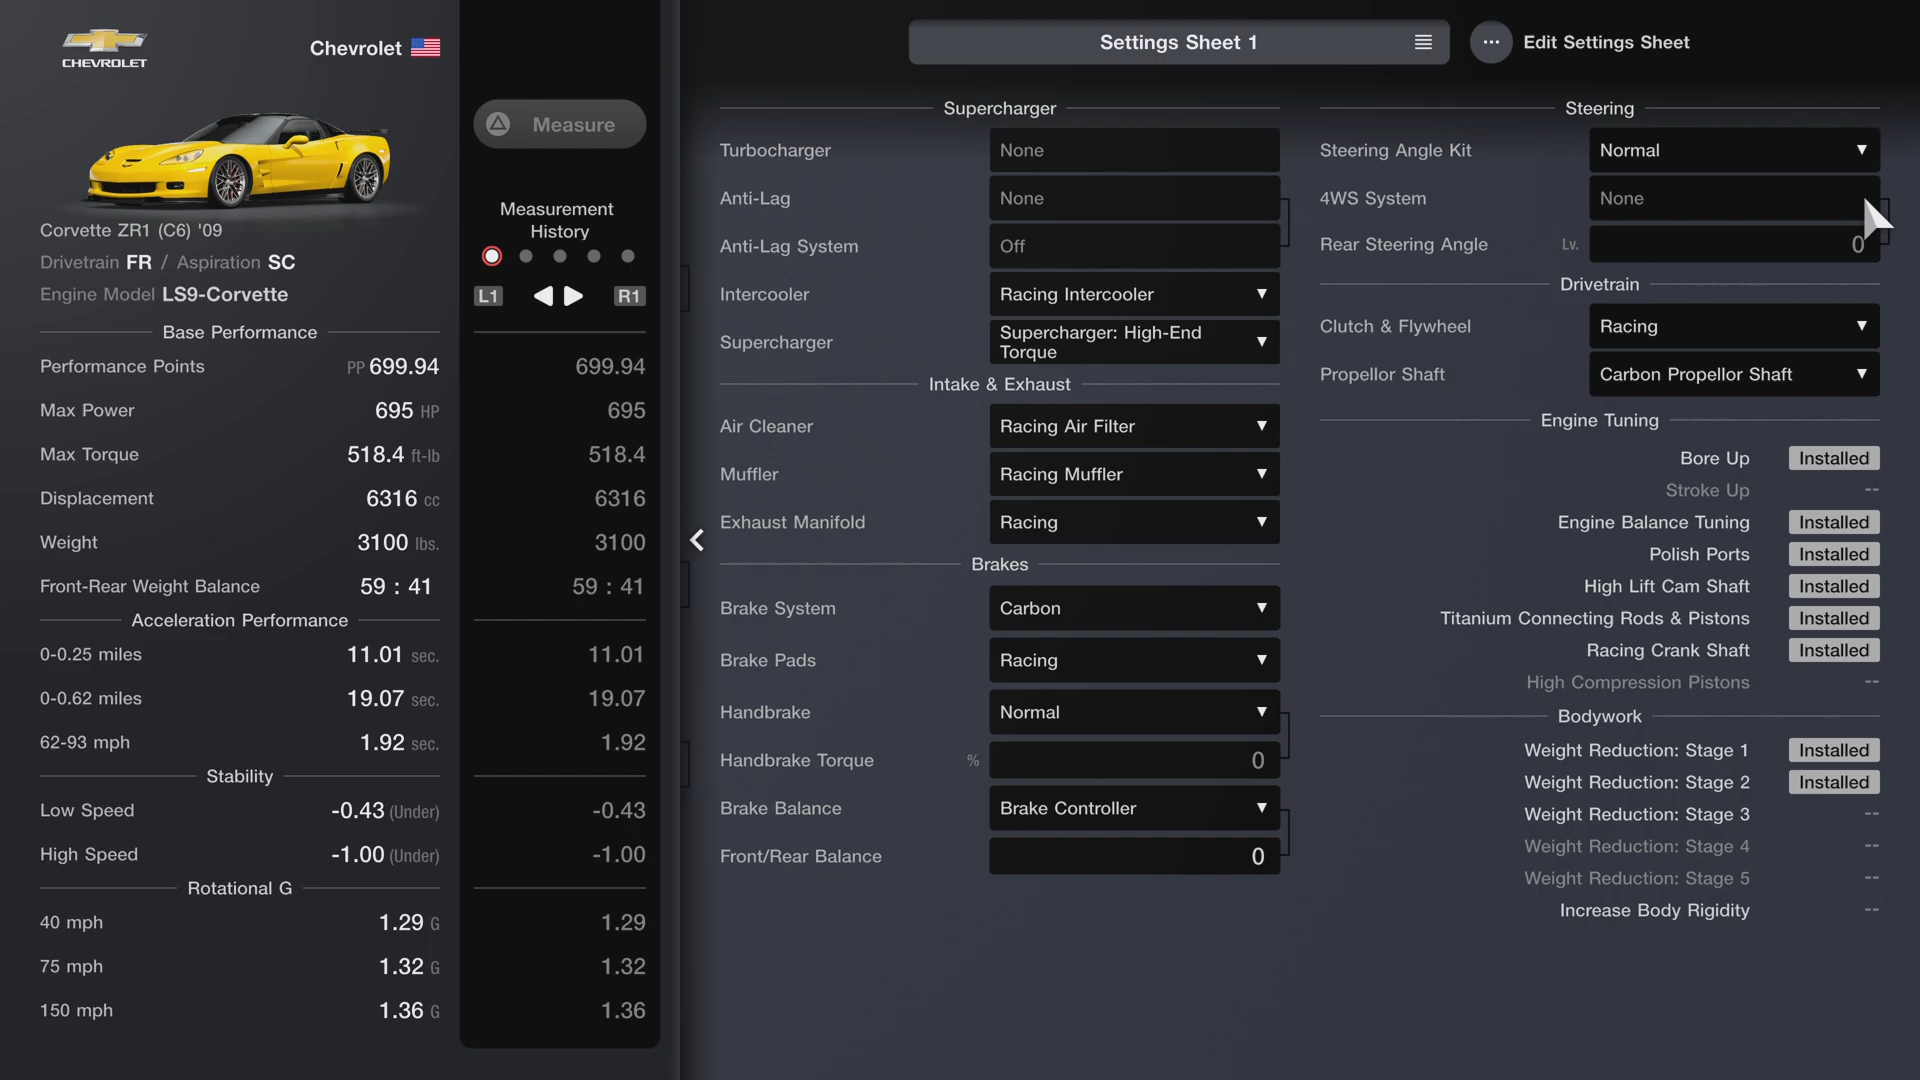 CHEVROLET
Chevrolet
Corvette ZR1 (C6) '09
Drivetrain FR / Aspiration SC
Engine Model LS9-Corvette
Base Performance
Performance Points PP 699.94
Max Power 695 HP
Max Torque 518.4 ft-lb
Displacement 6316 cc
Weight 3100 lbs.
Front-Rear Weight Balance 59 : 41
Acceleration Performance
0-0.25 miles 11.01 sec.
0-0.62 miles 19.07 sec.
62-93 mph 1.92 sec.
Stability
Low Speed -0.43 (Under)
High Speed -1.00 (Under)
Rotational G
40 mph 1.29 G
75 mph 1.32 G
150 mph 1.36 G
Measure
Measurement
History
L1 R1
699.94
695
518.4
6316
3100
59 : 41
11.01
19.07
1.92
-0.43
-1.00
1.29
1.32
1.36
Settings Sheet 1
Edit Settings Sheet
Supercharger
Turbocharger None
Anti-Lag None
Anti-Lag System Off
Intercooler Racing Intercooler
Supercharger Supercharger: High-End
Torque
Intake & Exhaust
Air Cleaner Racing Air Filter
Muffler Racing Muffler
Exhaust Manifold Racing
Brakes
Brake System Carbon
Brake Pads Racing
Handbrake Normal
Handbrake Torque % 0
Brake Balance Brake Controller
Front/Rear Balance 0
Steering
Steering Angle Kit Normal
4WS System None
Rear Steering Angle Lv. 0
Drivetrain
Clutch & Flywheel Racing
Propellor Shaft Carbon Propellor Shaft
Engine Tuning
Bore Up Installed
Stroke Up --
Engine Balance Tuning Installed
Polish Ports Installed
High Lift Cam Shaft Installed
Titanium Connecting Rods & Pistons Installed
Racing Crank Shaft Installed
High Compression Pistons --
Bodywork
Weight Reduction: Stage 1 Installed
Weight Reduction: Stage 2 Installed
Weight Reduction: Stage 3 --
Weight Reduction: Stage 4 --
Weight Reduction: Stage 5 --
Increase Body Rigidity --